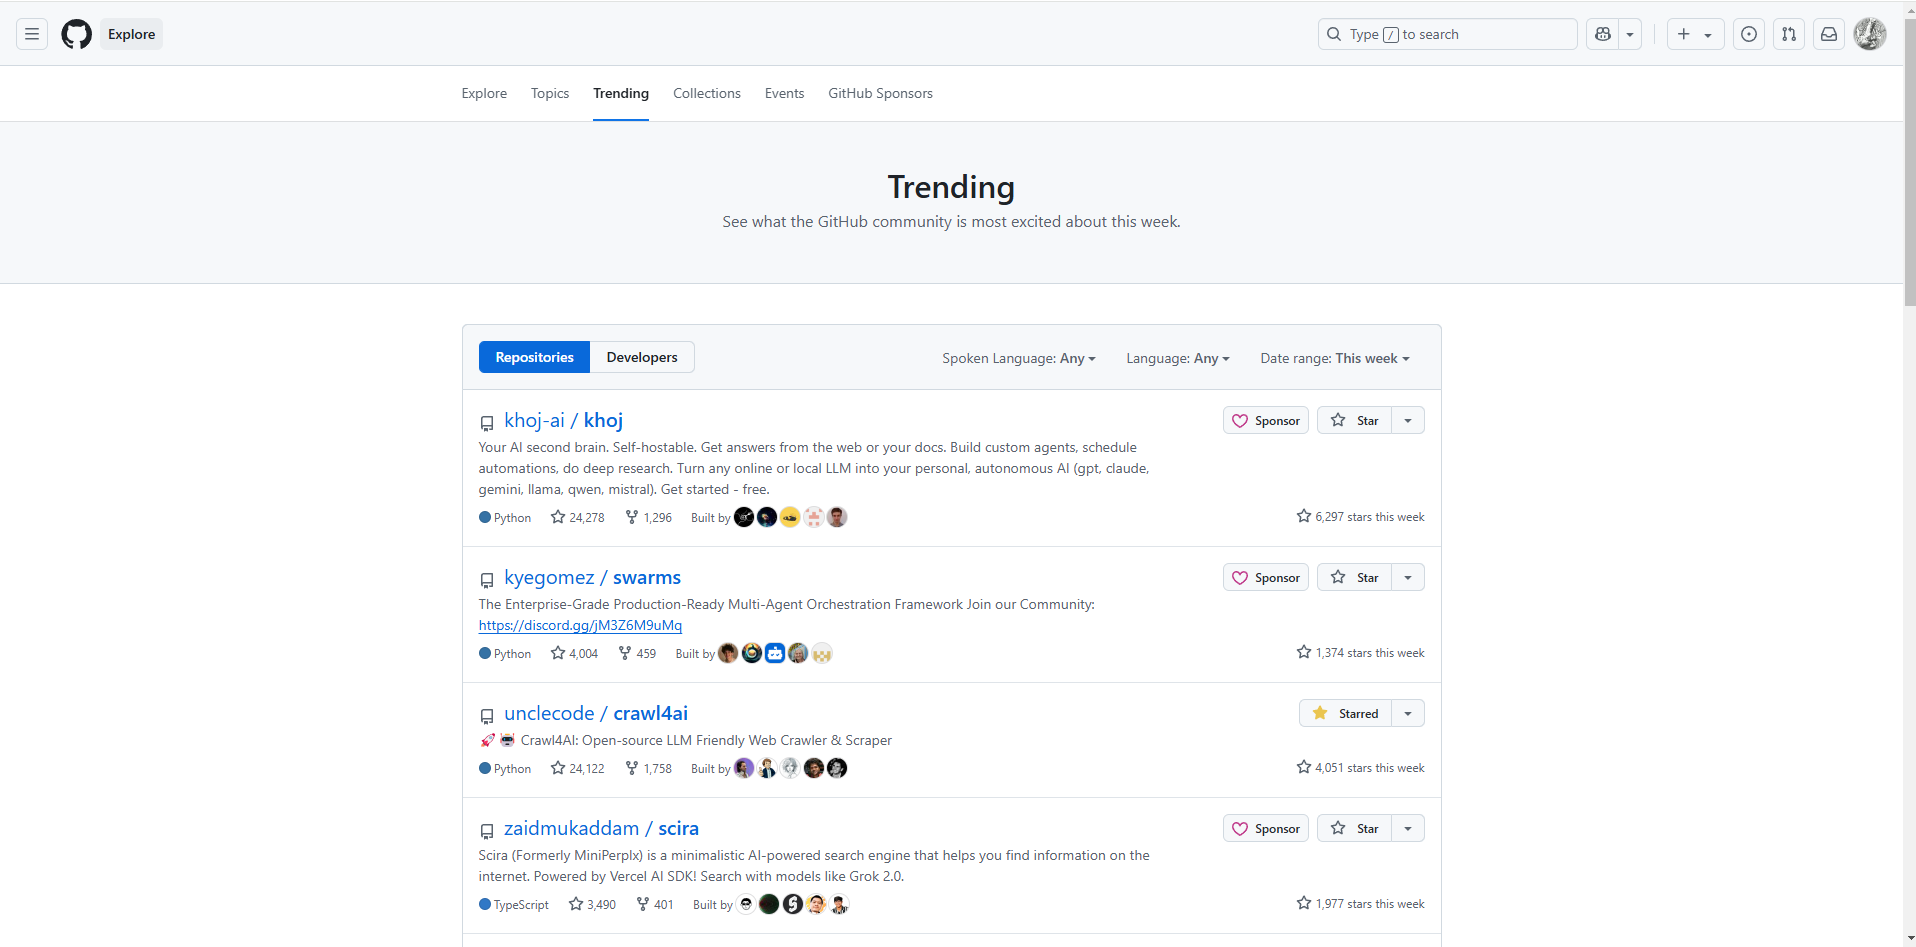 Explore
Type / to search
Explore Topics Trending Collections Events GitHub Sponsors
Trending
See what the GitHub community is most excited about this week.
Repositories Developers Spoken Language: Any Language: Any Date range: This week
khoj-ai / khoj Sponsor Star
Your AI second brain. Self-hostable. Get answers from the web or your docs. Build custom agents, schedule
automations, do deep research. Turn any online or local LLM into your personal, autonomous AI (gpt, claude,
gemini, llama, qwen, mistral). Get started - free.
Python 24,278 1,296 Built by 6,297 stars this week
kyegomez / swarms Sponsor Star
The Enterprise-Grade Production-Ready Multi-Agent Orchestration Framework Join our Community:
https://discord.gg/jM3Z6M9uMq
Python 4,004 459 Built by 1,374 stars this week
unclecode / crawl4ai Starred
🚀🤖 Crawl4AI: Open-source LLM Friendly Web Crawler & Scraper
Python 24,122 1,758 Built by 4,051 stars this week
zaidmukaddam / scira Sponsor Star
Scira (Formerly MiniPerplx) is a minimalistic AI-powered search engine that helps you find information on the
internet. Powered by Vercel AI SDK! Search with models like Grok 2.0.
TypeScript 3,490 401 Built by 1,977 stars this week